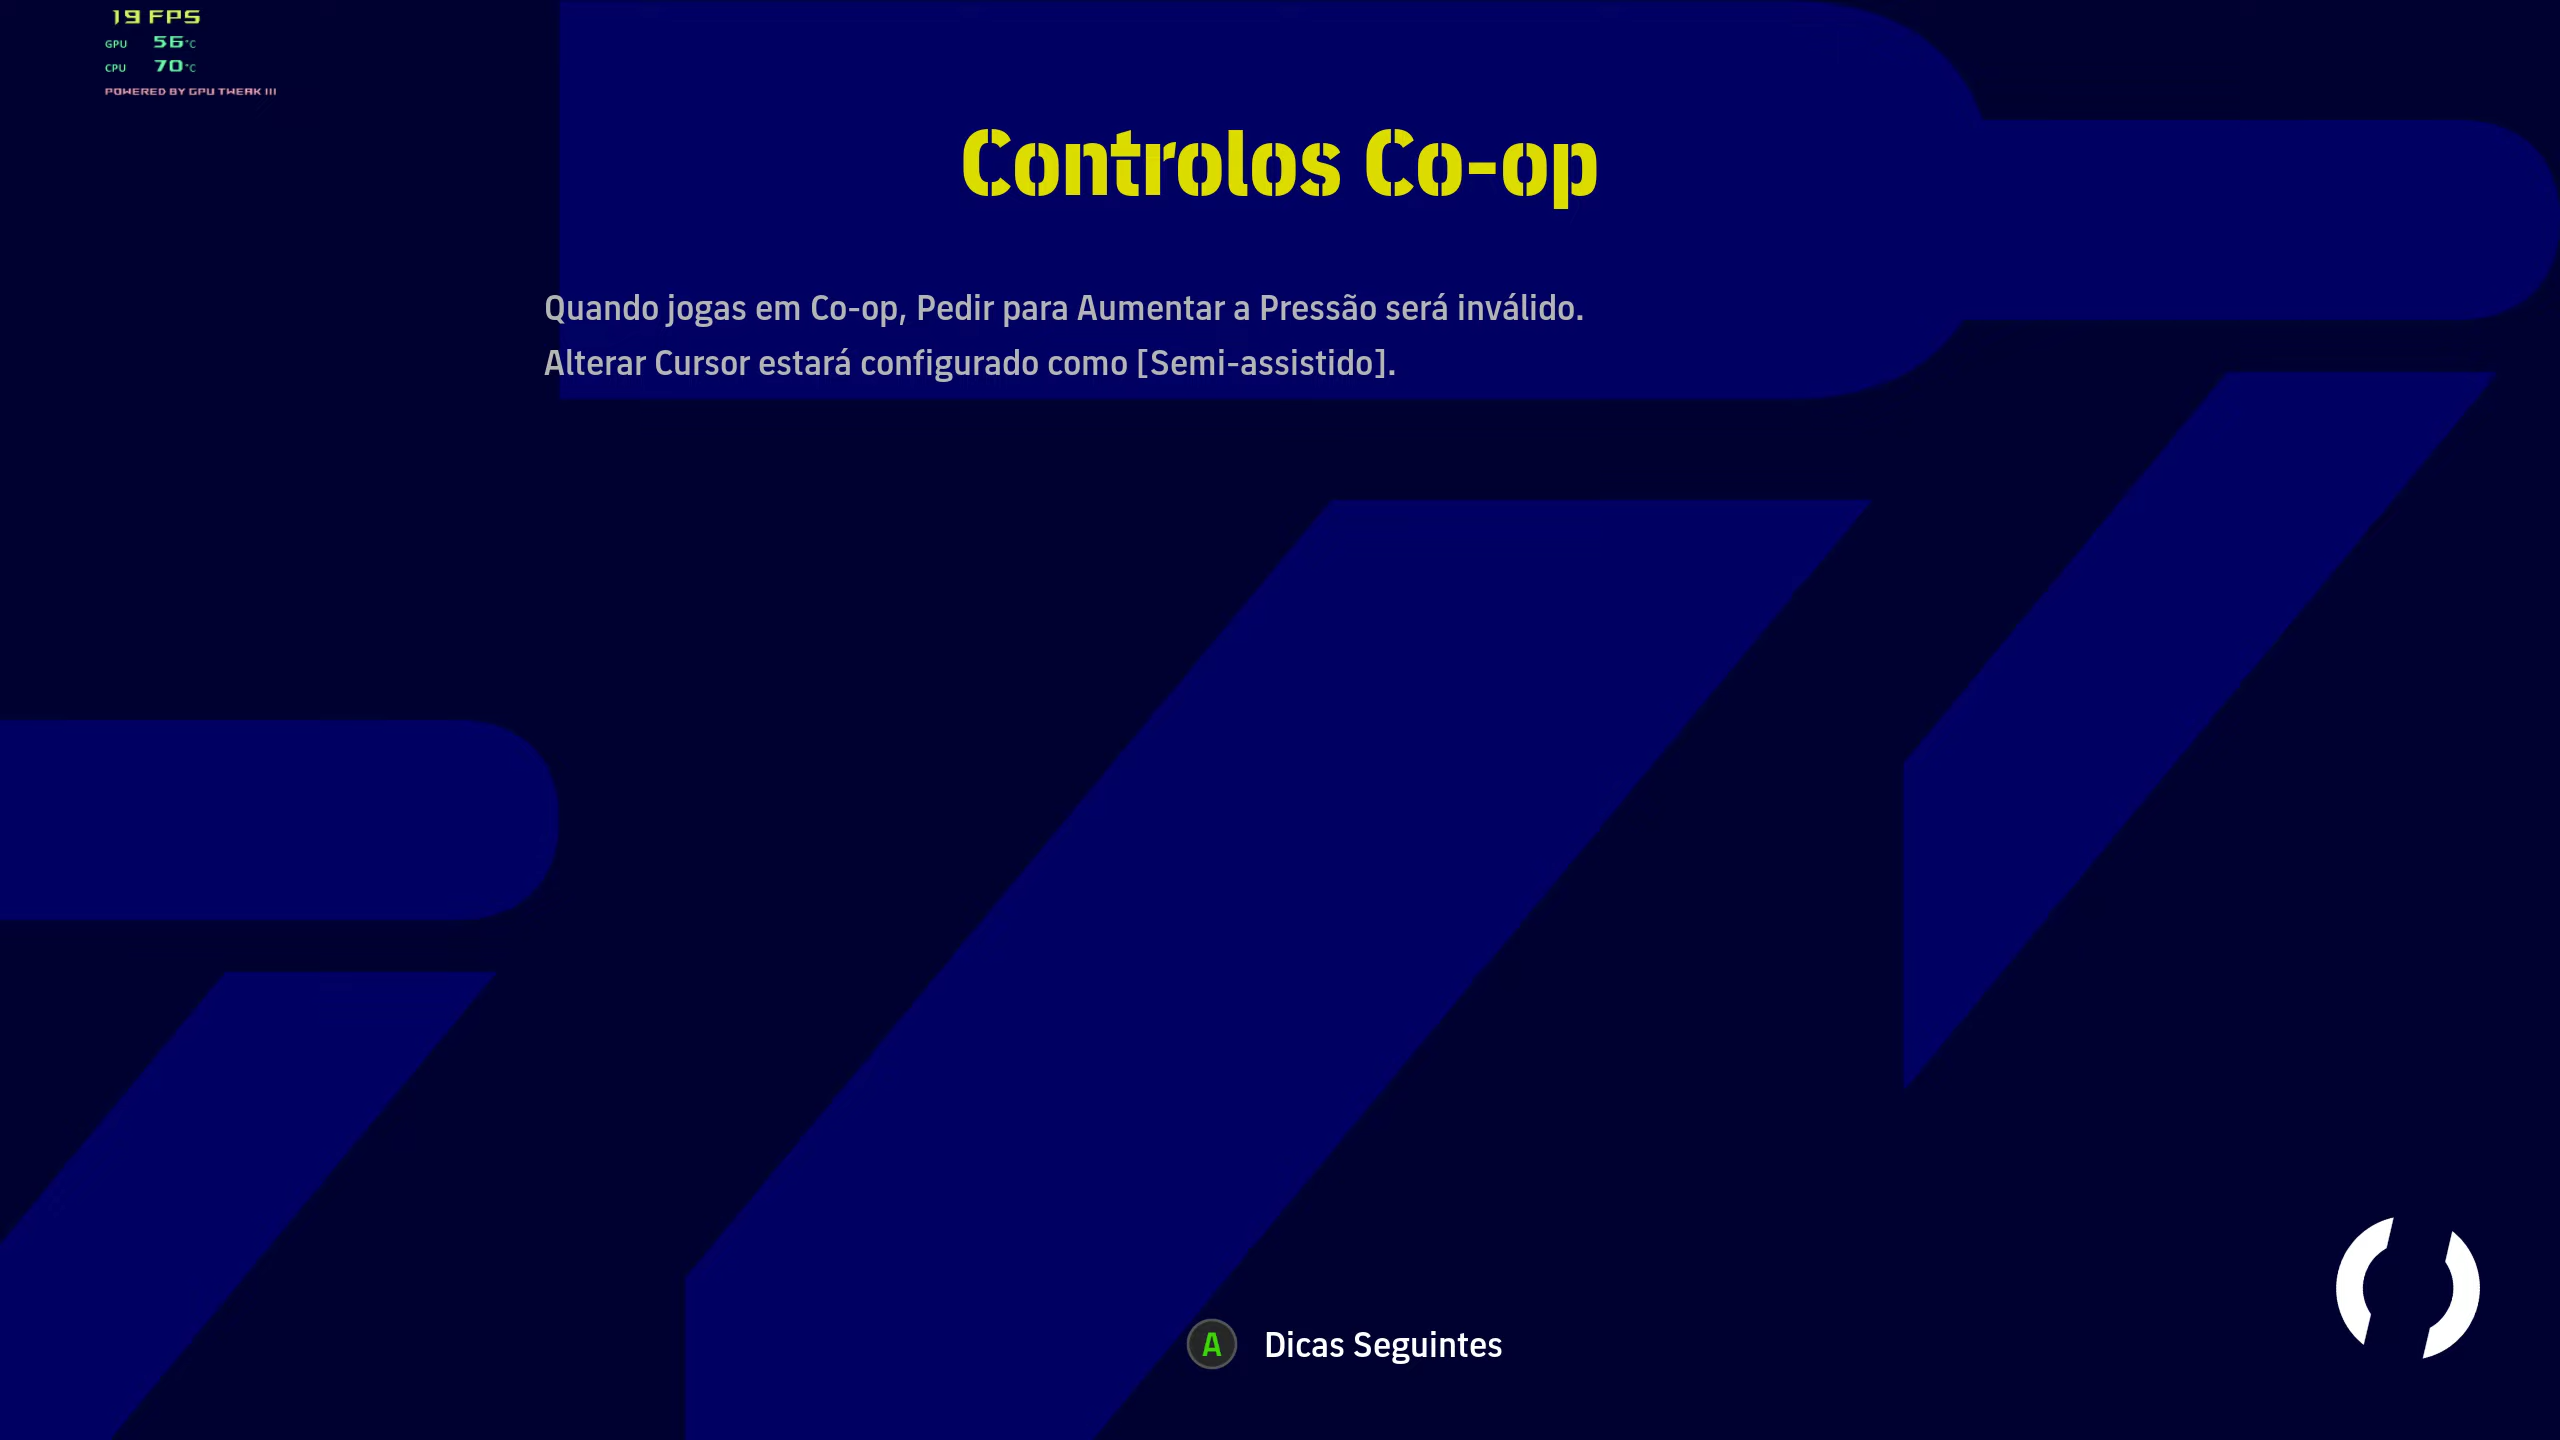 19 FPS
GPU 56°C
CPU 70°C
POWERED BY GPU TWEAK III
Controlos Co-op
Quando jogas em Co-op, Pedir para Aumentar a Pressão será inválido.
Alterar Cursor estará configurado como [Semi-assistido].
A Dicas Seguintes